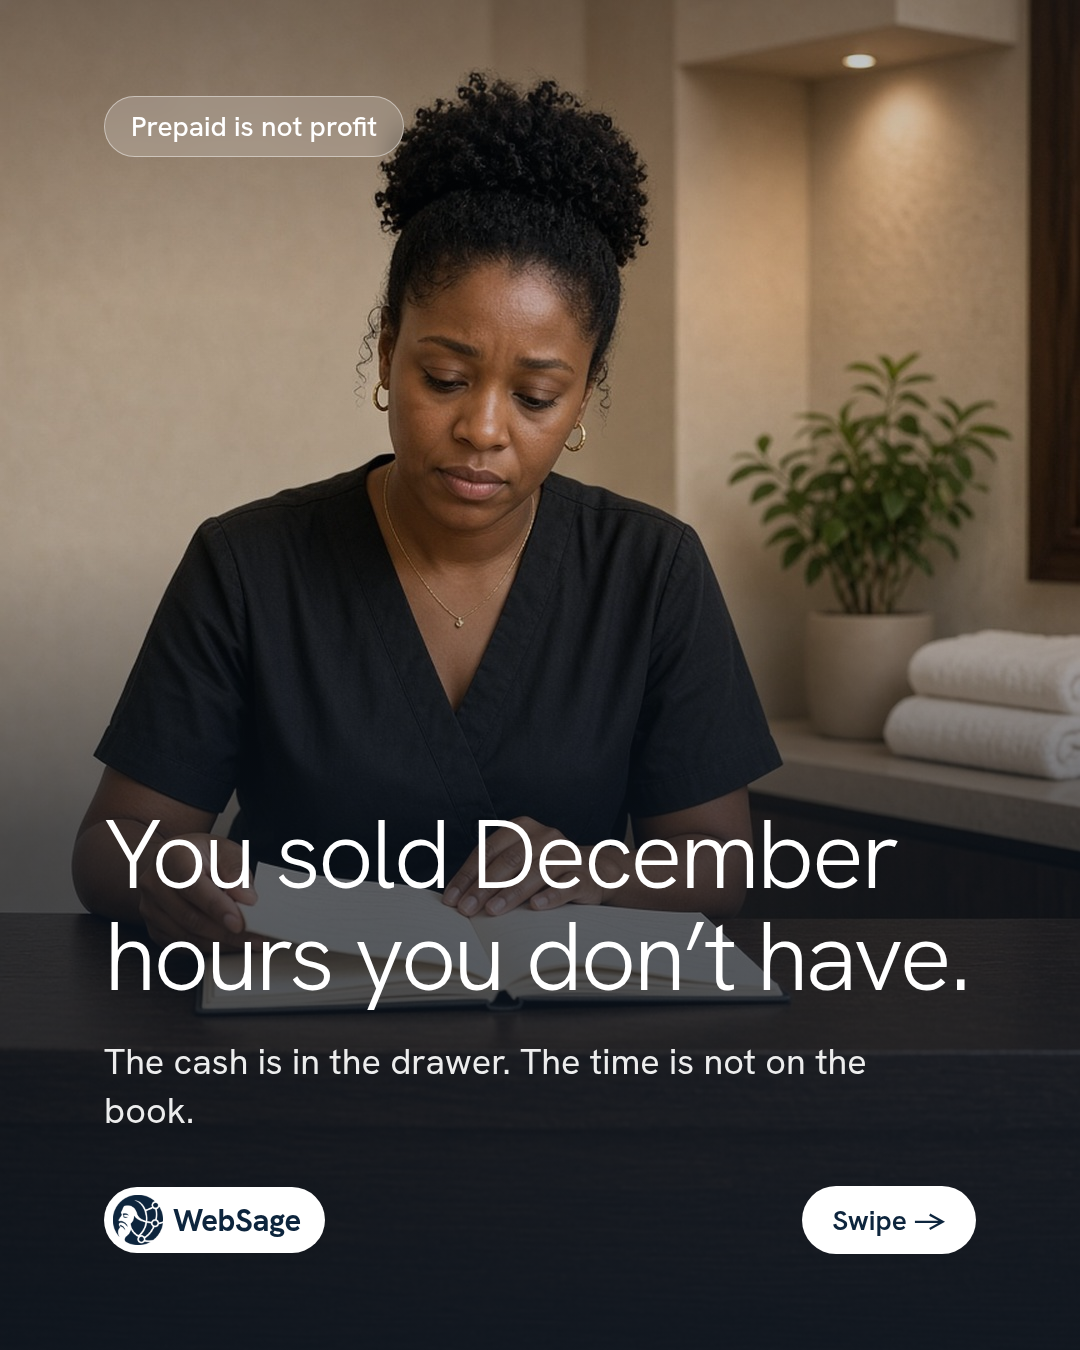 Prepaid is not profit
You sold December
hours you don’t have.
The cash is in the drawer. The time is not on the
book.
WebSage
Swipe →